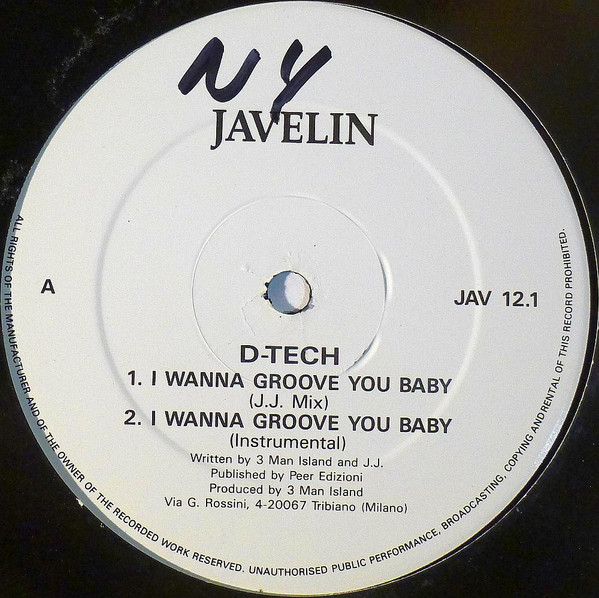 NY
JAVELIN
A
JAV 12.1
D-TECH
1. I WANNA GROOVE YOU BABY
(J.J. Mix)
2. I WANNA GROOVE YOU BABY
(Instrumental)
Written by 3 Man Island and J.J.
Published by Peer Edizioni
Produced by 3 Man Island
Via G. Rossini, 4-20067 Tribiano (Milano)
ALL RIGHTS OF THE MANUFACTURER AND OF THE OWNER OF THE RECORDED WORK RESERVED. UNAUTHORISED PUBLIC PERFORMANCE, BROADCASTING, COPYING ANDRENTAL OF THIS RECORD PROHIBITED.